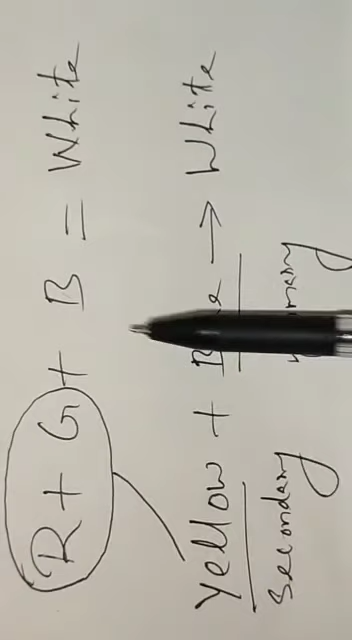 R + G + B = White
Yellow + → White
Secondary